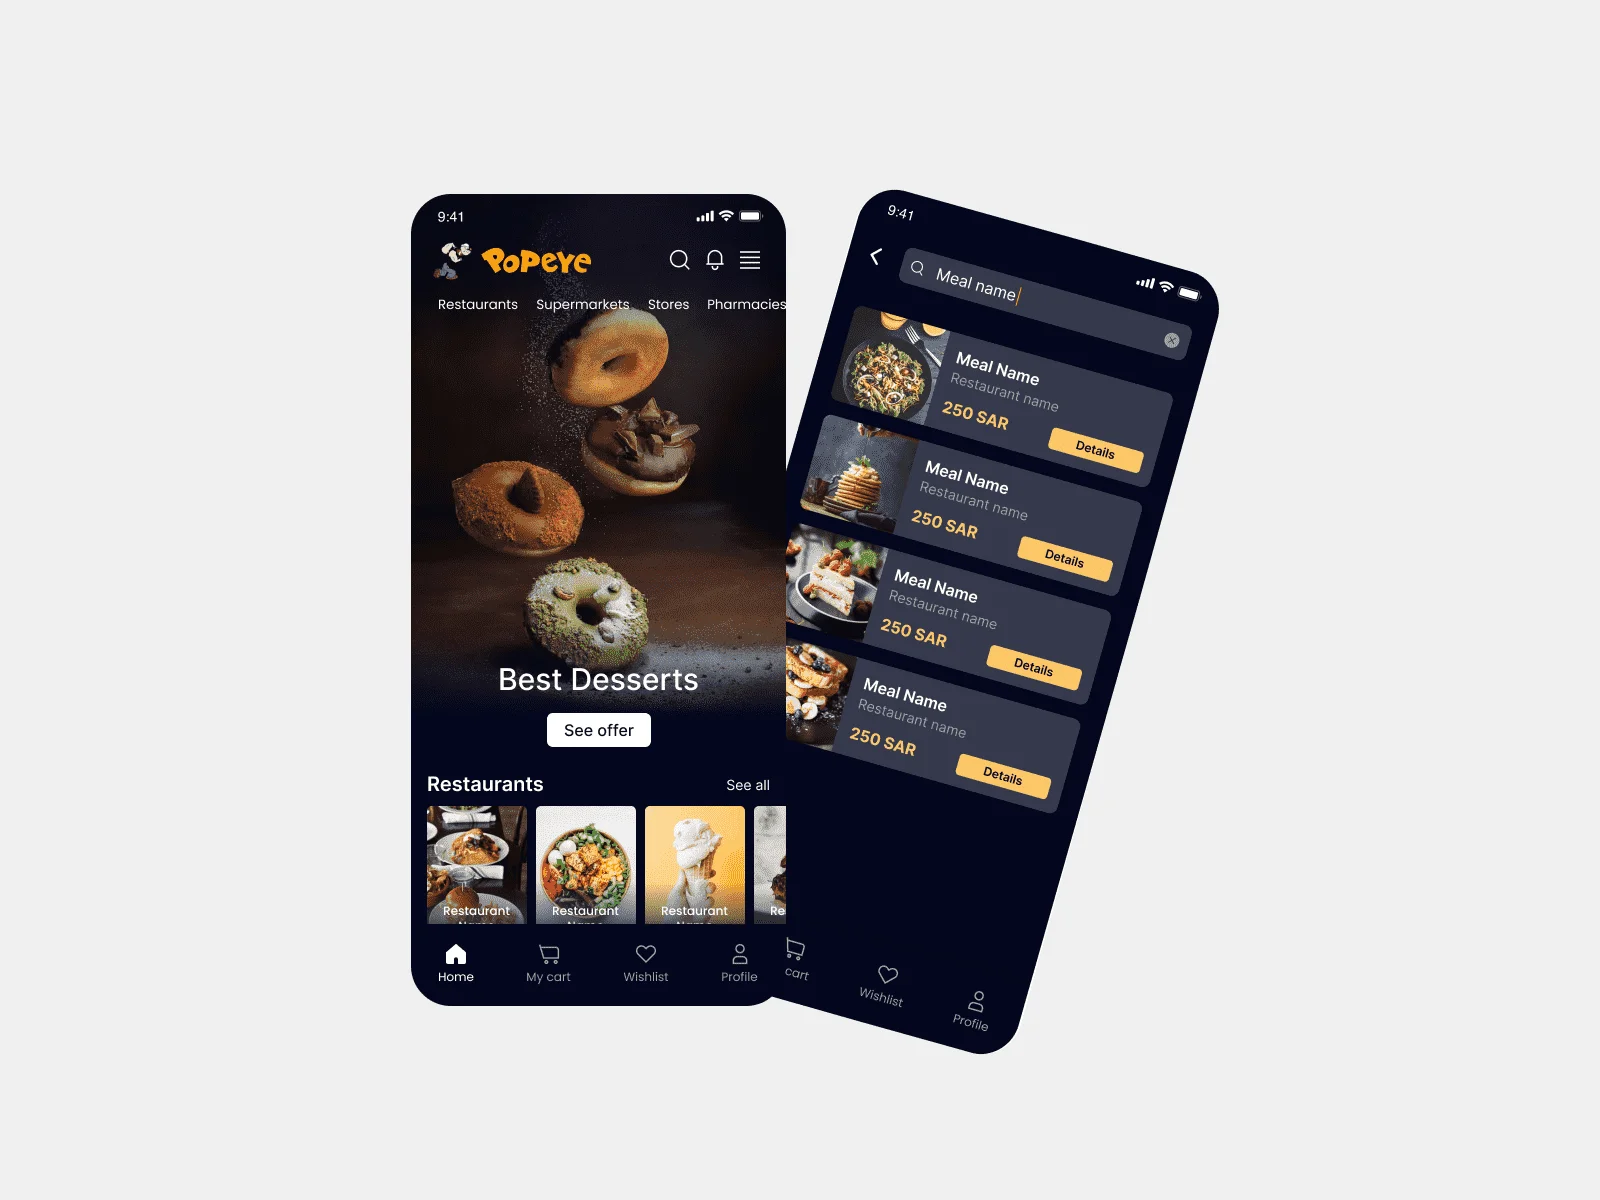 9:41
POPEYE
Restaurants Supermarkets Stores Pharmacies
Best Desserts
See offer
Restaurants See all
Restaurant Restaurant Restaurant Re
Name Name Name
Home My cart Wishlist Profile
9:41
Meal name
Meal Name
Restaurant name
250 SAR
Details
Meal Name
Restaurant name
250 SAR
Details
Meal Name
Restaurant name
250 SAR
Details
Meal Name
Restaurant name
250 SAR
Details
cart Wishlist Profile